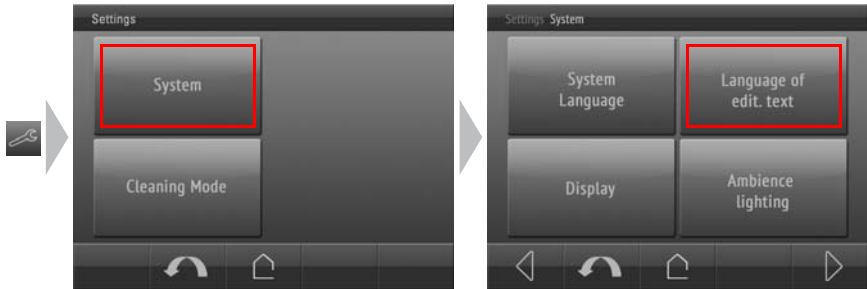 Settings
System
Cleaning Mode
Settings System
System
Language
Language of
edit. text
Display
Ambience
lighting